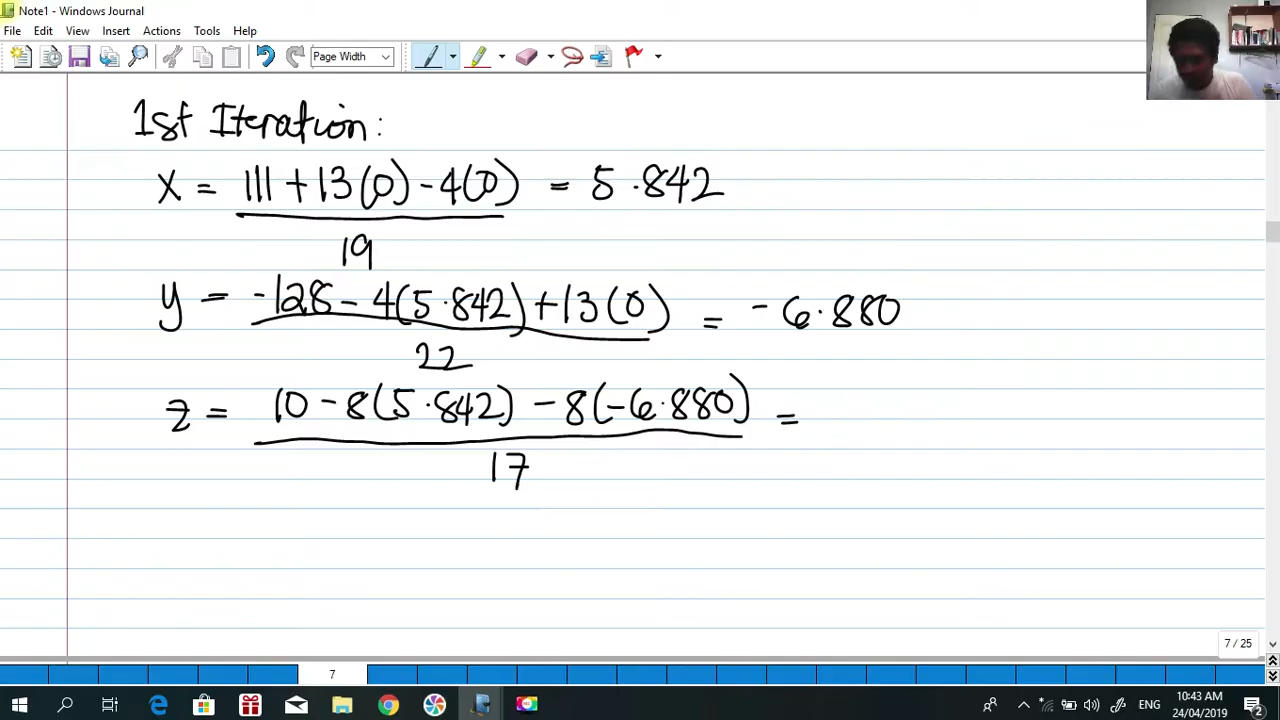 Note1 - Windows Journal
File Edit View Insert Actions Tools Help
Page Width
1st Iteration:
x = 111 + 13(0) - 4(0) = 5.842
19
y = -128 - 4(5.842) + 13(0) = -6.880
22
z = 10 - 8(5.842) - 8(-6.880) =
17
7 / 25
7
ENG
10:43 AM
24/04/2019
2